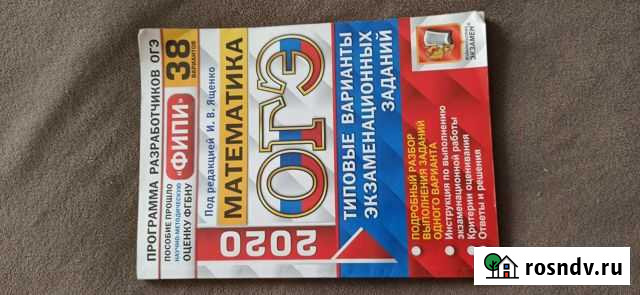 ПРОГРАММА РАЗРАБОТЧИКОВ ОГЭ
ПОСОБИЕ ПРОШЛО
НАУЧНО-МЕТОДИЧЕСКУЮ
ОЦЕНКУ ФГБНУ
«ФИПИ»
38
ВАРИАНТОВ
Под редакцией И. В. Ященко
МАТЕМАТИКА
ОГЭ
2020
ТИПОВЫЕ ВАРИАНТЫ
ЭКЗАМЕНАЦИОННЫХ
ЗАДАНИЙ
ПОДРОБНЫЙ РАЗБОР
ВЫПОЛНЕНИЯ ЗАДАНИЙ
ОДНОГО ВАРИАНТА
Инструкция по выполнению
экзаменационной работы
Критерии оценивания
Ответы и решения
ЭКЗАМЕН
rosndv.ru